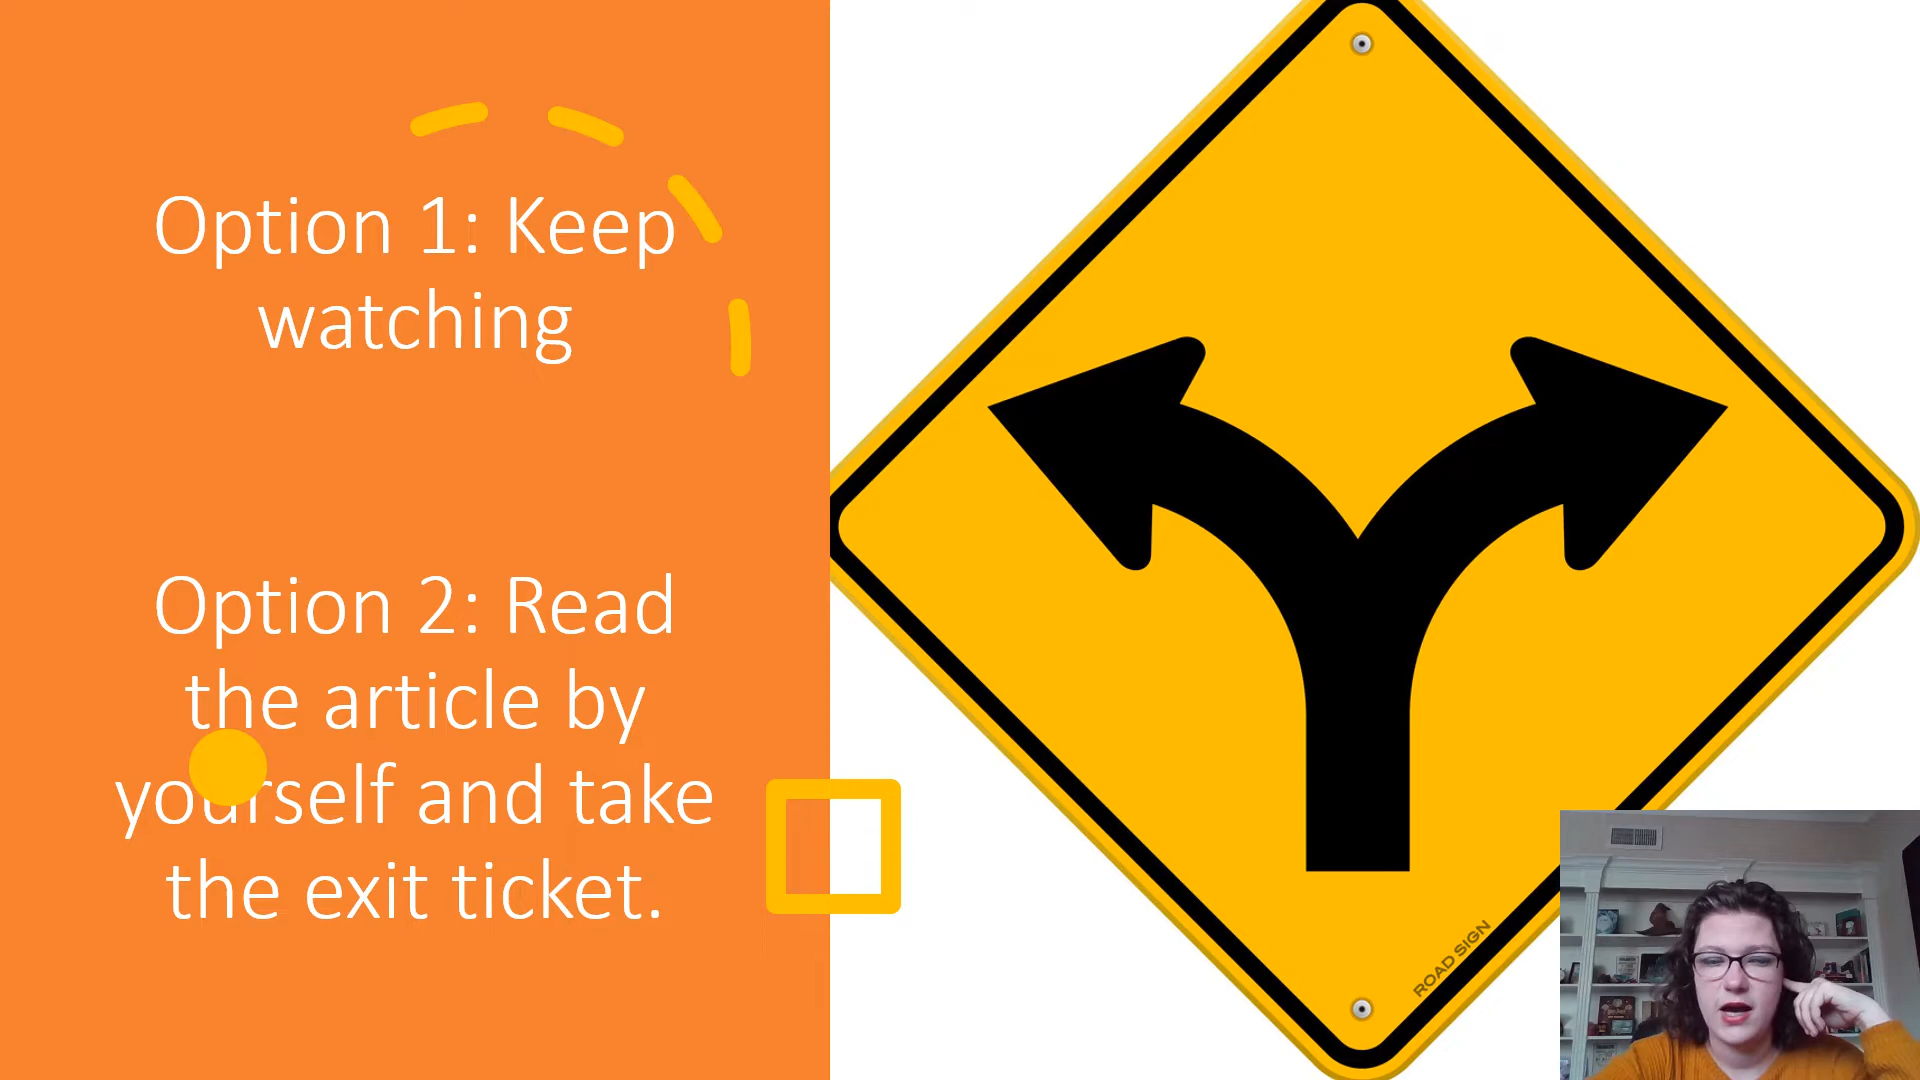 Option 1: Keep
watching
Option 2: Read
the article by
yourself and take
the exit ticket.
ROAD SIGN